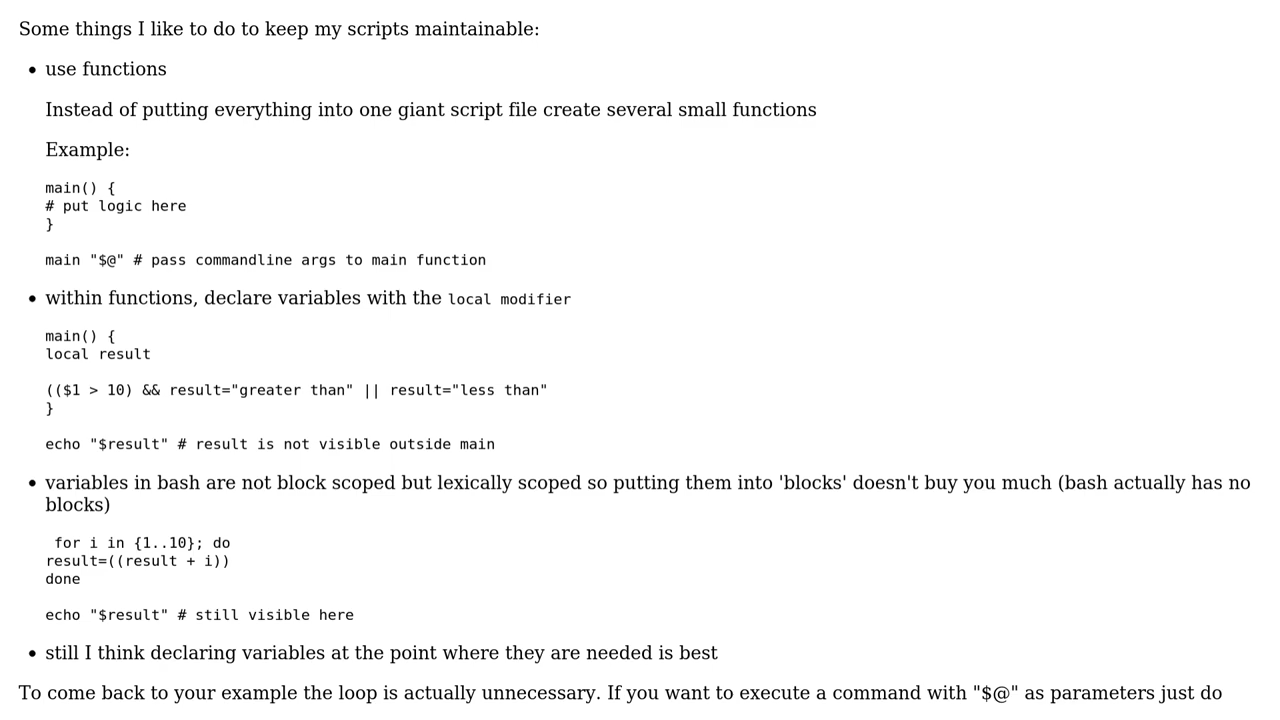 Some things I like to do to keep my scripts maintainable:
• use functions
Instead of putting everything into one giant script file create several small functions
Example:
main() {
# put logic here
}
main "$@" # pass commandline args to main function
• within functions, declare variables with the local modifier
main() {
local result
(($1 > 10) && result="greater than" || result="less than"
}
echo "$result" # result is not visible outside main
• variables in bash are not block scoped but lexically scoped so putting them into 'blocks' doesn't buy you much (bash actually has no
blocks)
for i in {1..10}; do
result=((result + i))
done
echo "$result" # still visible here
• still I think declaring variables at the point where they are needed is best
To come back to your example the loop is actually unnecessary. If you want to execute a command with "$@" as parameters just do